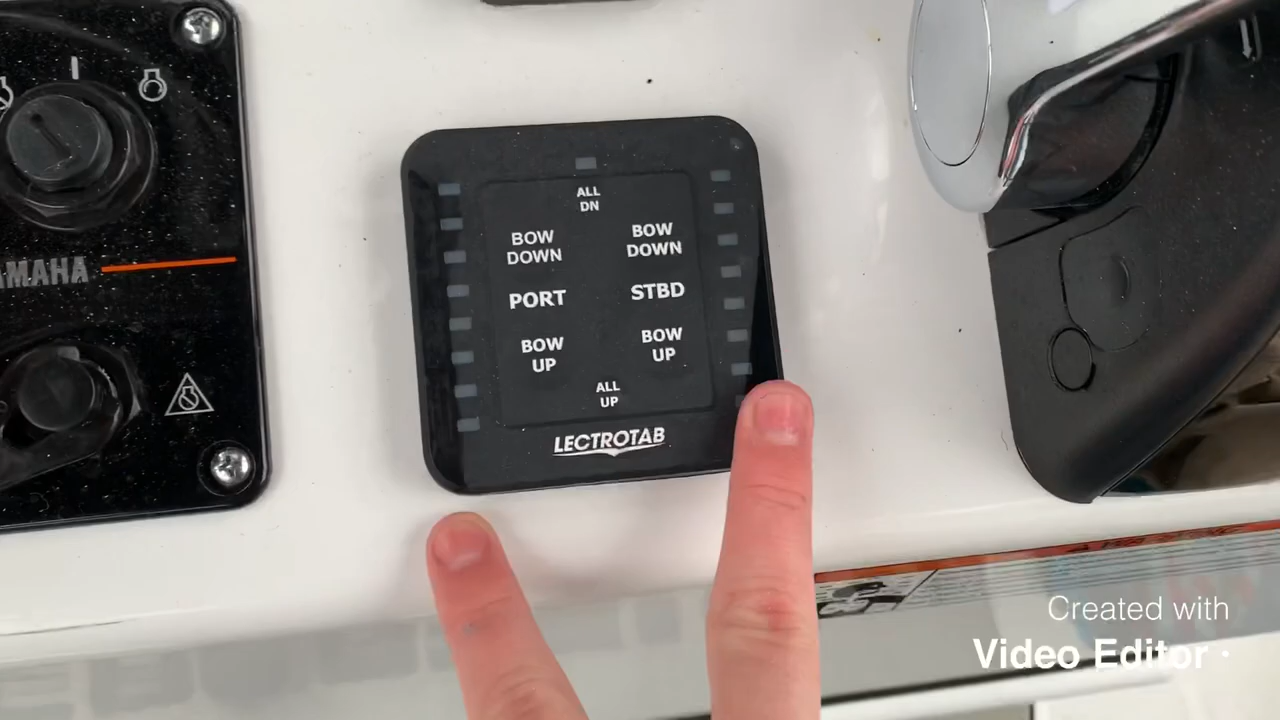 ALL
DN
BOW
DOWN
BOW
DOWN
PORT
STBD
BOW
UP
BOW
UP
ALL
UP
LECTROTAB
Created with
Video Editor